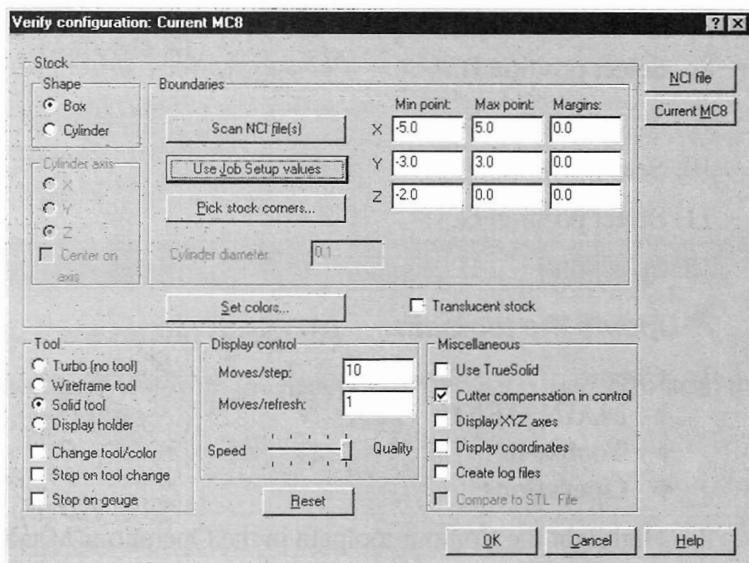 Verify configuration: Current MC8
Stock
Shape
Box
Cylinder
Cylinder axis
X
Y
Z
Center on
axis
Boundaries
Scan NCI file(s)
Use Job Setup values
Pick stock corners...
Cylinder diameter: 0.1
Min point: Max point: Margins:
X -5.0 5.0 0.0
Y -3.0 3.0 0.0
Z -2.0 0.0 0.0
Set colors...
Translucent stock
NCI file
Current MC8
Tool
Turbo (no tool)
Wireframe tool
Solid tool
Display holder
Change tool/color
Stop on tool change
Stop on gouge
Display control
Moves/step: 10
Moves/refresh: 1
Speed Quality
Reset
Miscellaneous
Use TrueSolid
Cutter compensation in control
Display XYZ axes
Display coordinates
Create log files
Compare to STL File
OK Cancel Help